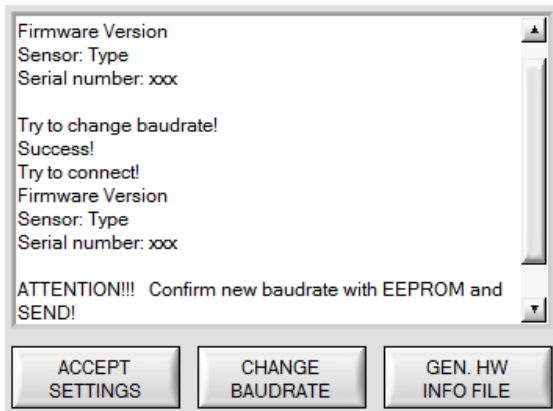 Firmware Version
Sensor: Type
Serial number: xxx
Try to change baudrate!
Success!
Try to connect!
Firmware Version
Sensor: Type
Serial number: xxx
ATTENTION!!!   Confirm new baudrate with EEPROM and
SEND!
ACCEPT
SETTINGS
CHANGE
BAUDRATE
GEN. HW
INFO FILE